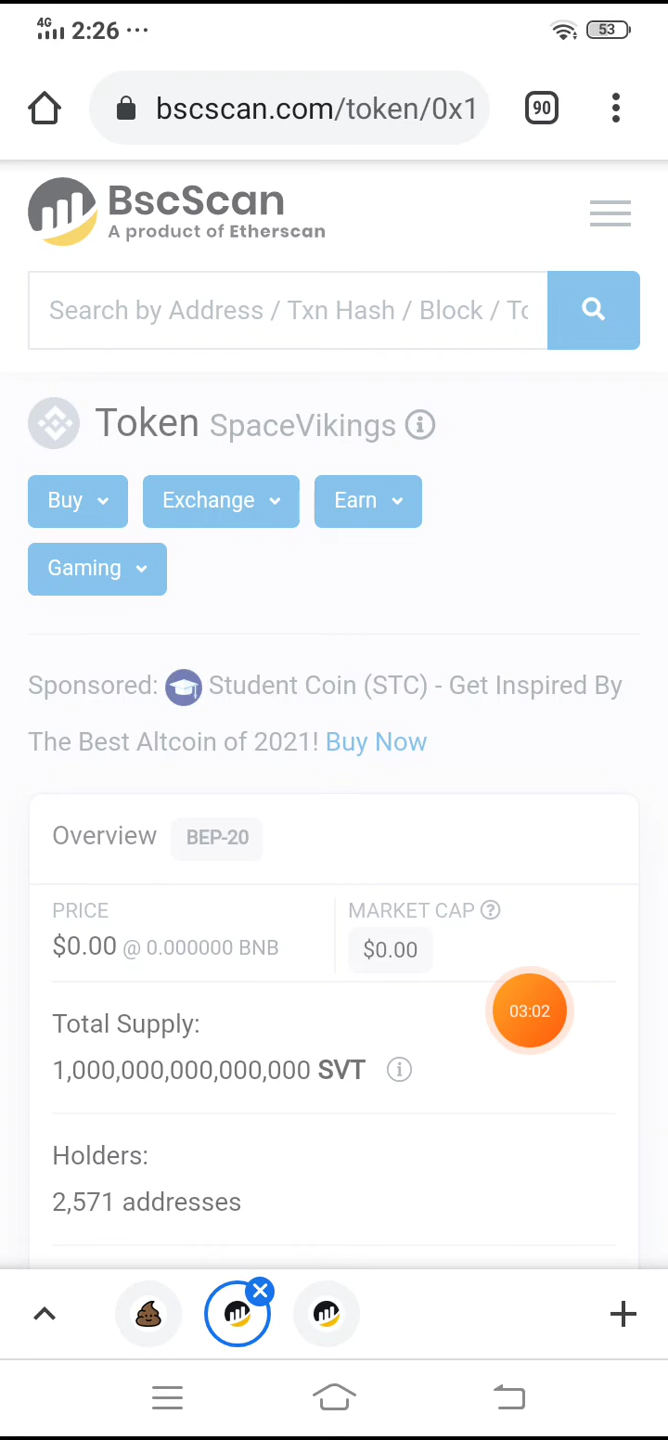 4G 2:26 ··· 53
bscscan.com/token/0x1 90
BscScan
A product of Etherscan
Search by Address / Txn Hash / Block / To
Token SpaceVikings
Buy Exchange Earn
Gaming
Sponsored: Student Coin (STC) - Get Inspired By
The Best Altcoin of 2021! Buy Now
Overview BEP-20
PRICE MARKET CAP
$0.00 @ 0.000000 BNB $0.00
03:02
Total Supply:
1,000,000,000,000,000 SVT
Holders:
2,571 addresses